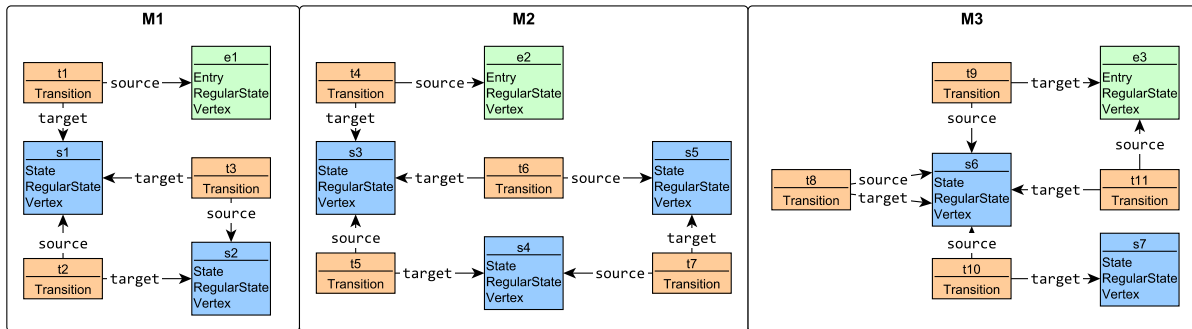 M1
t1
Transition
source
e1
Entry
RegularState
Vertex
target
s1
State
RegularState
Vertex
target
t3
Transition
source
source
t2
Transition
target
s2
State
RegularState
Vertex
M2
t4
Transition
source
e2
Entry
RegularState
Vertex
target
s3
State
RegularState
Vertex
target
t6
Transition
source
s5
State
RegularState
Vertex
source
target
t5
Transition
target
s4
State
RegularState
Vertex
source
t7
Transition
M3
t9
Transition
target
e3
Entry
RegularState
Vertex
source
source
t8
Transition
source
target
s6
State
RegularState
Vertex
target
t11
Transition
source
t10
Transition
target
s7
State
RegularState
Vertex